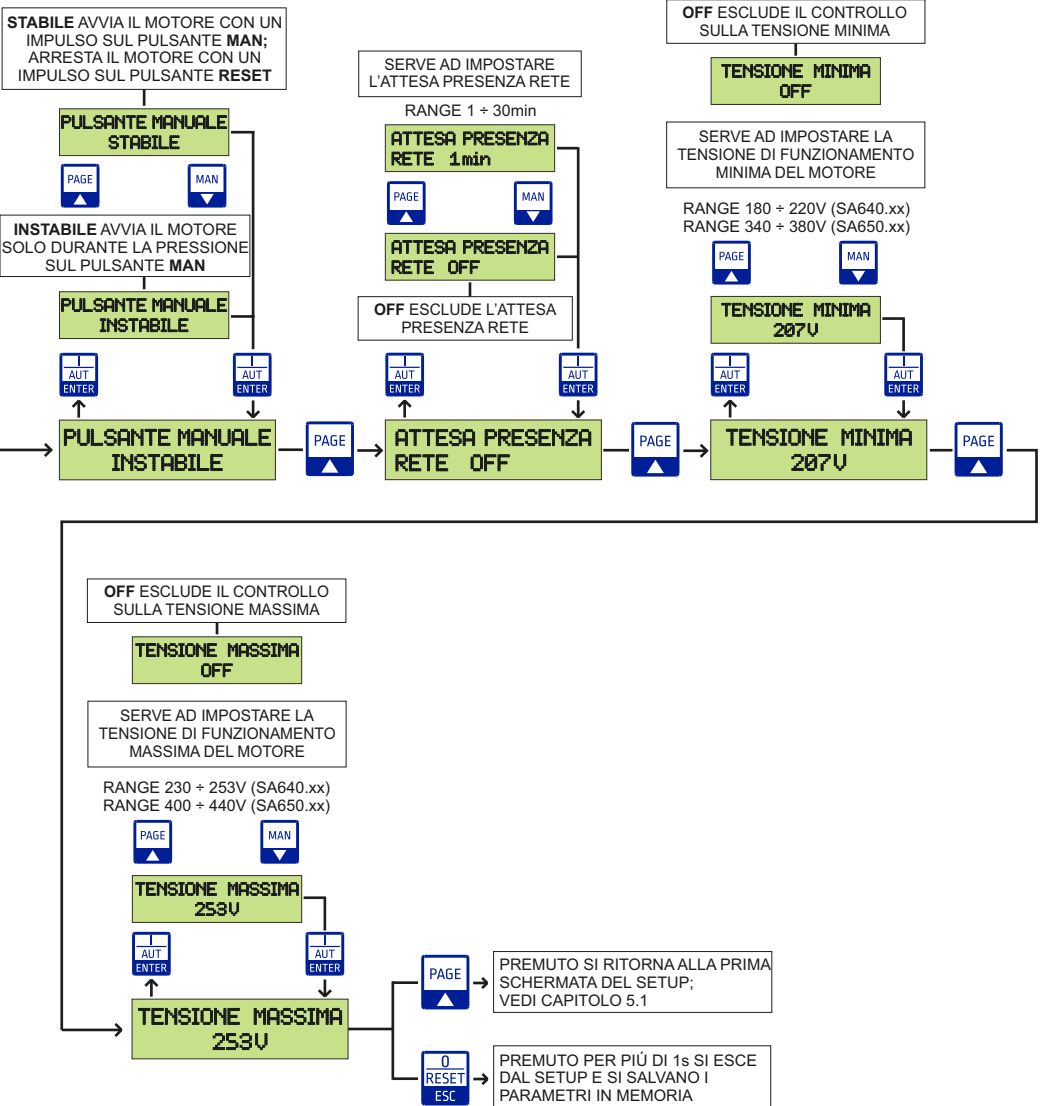 STABILE AVVIA IL MOTORE CON UN
IMPULSO SUL PULSANTE MAN;
ARRESTA IL MOTORE CON UN
IMPULSO SUL PULSANTE RESET
PULSANTE MANUALE
STABILE
PAGE
MAN
INSTABILE AVVIA IL MOTORE
SOLO DURANTE LA PRESSIONE
SUL PULSANTE MAN
PULSANTE MANUALE
INSTABILE
I
AUT
ENTER
I
AUT
ENTER
PULSANTE MANUALE
INSTABILE
PAGE
SERVE AD IMPOSTARE
L'ATTESA PRESENZA RETE
RANGE 1 ÷ 30min
ATTESA PRESENZA
RETE 1min
PAGE
MAN
ATTESA PRESENZA
RETE OFF
OFF ESCLUDE L'ATTESA
PRESENZA RETE
I
AUT
ENTER
I
AUT
ENTER
ATTESA PRESENZA
RETE OFF
PAGE
OFF ESCLUDE IL CONTROLLO
SULLA TENSIONE MINIMA
TENSIONE MINIMA
OFF
SERVE AD IMPOSTARE LA
TENSIONE DI FUNZIONAMENTO
MINIMA DEL MOTORE
RANGE 180 ÷ 220V (SA640.xx)
RANGE 340 ÷ 380V (SA650.xx)
PAGE
MAN
TENSIONE MINIMA
207V
I
AUT
ENTER
I
AUT
ENTER
TENSIONE MINIMA
207V
PAGE
OFF ESCLUDE IL CONTROLLO
SULLA TENSIONE MASSIMA
TENSIONE MASSIMA
OFF
SERVE AD IMPOSTARE LA
TENSIONE DI FUNZIONAMENTO
MASSIMA DEL MOTORE
RANGE 230 ÷ 253V (SA640.xx)
RANGE 400 ÷ 440V (SA650.xx)
PAGE
MAN
TENSIONE MASSIMA
253V
I
AUT
ENTER
I
AUT
ENTER
TENSIONE MASSIMA
253V
PAGE
PREMUTO SI RITORNA ALLA PRIMA
SCHERMATA DEL SETUP;
VEDI CAPITOLO 5.1
0
RESET
ESC
PREMUTO PER PIÚ DI 1s SI ESCE
DAL SETUP E SI SALVANO I
PARAMETRI IN MEMORIA